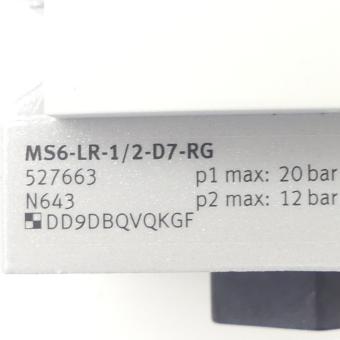 MS6-LR-1/2-D7-RG
527663 p1 max: 20 bar
N643 p2 max: 12 bar
DD9DBQVQKGF